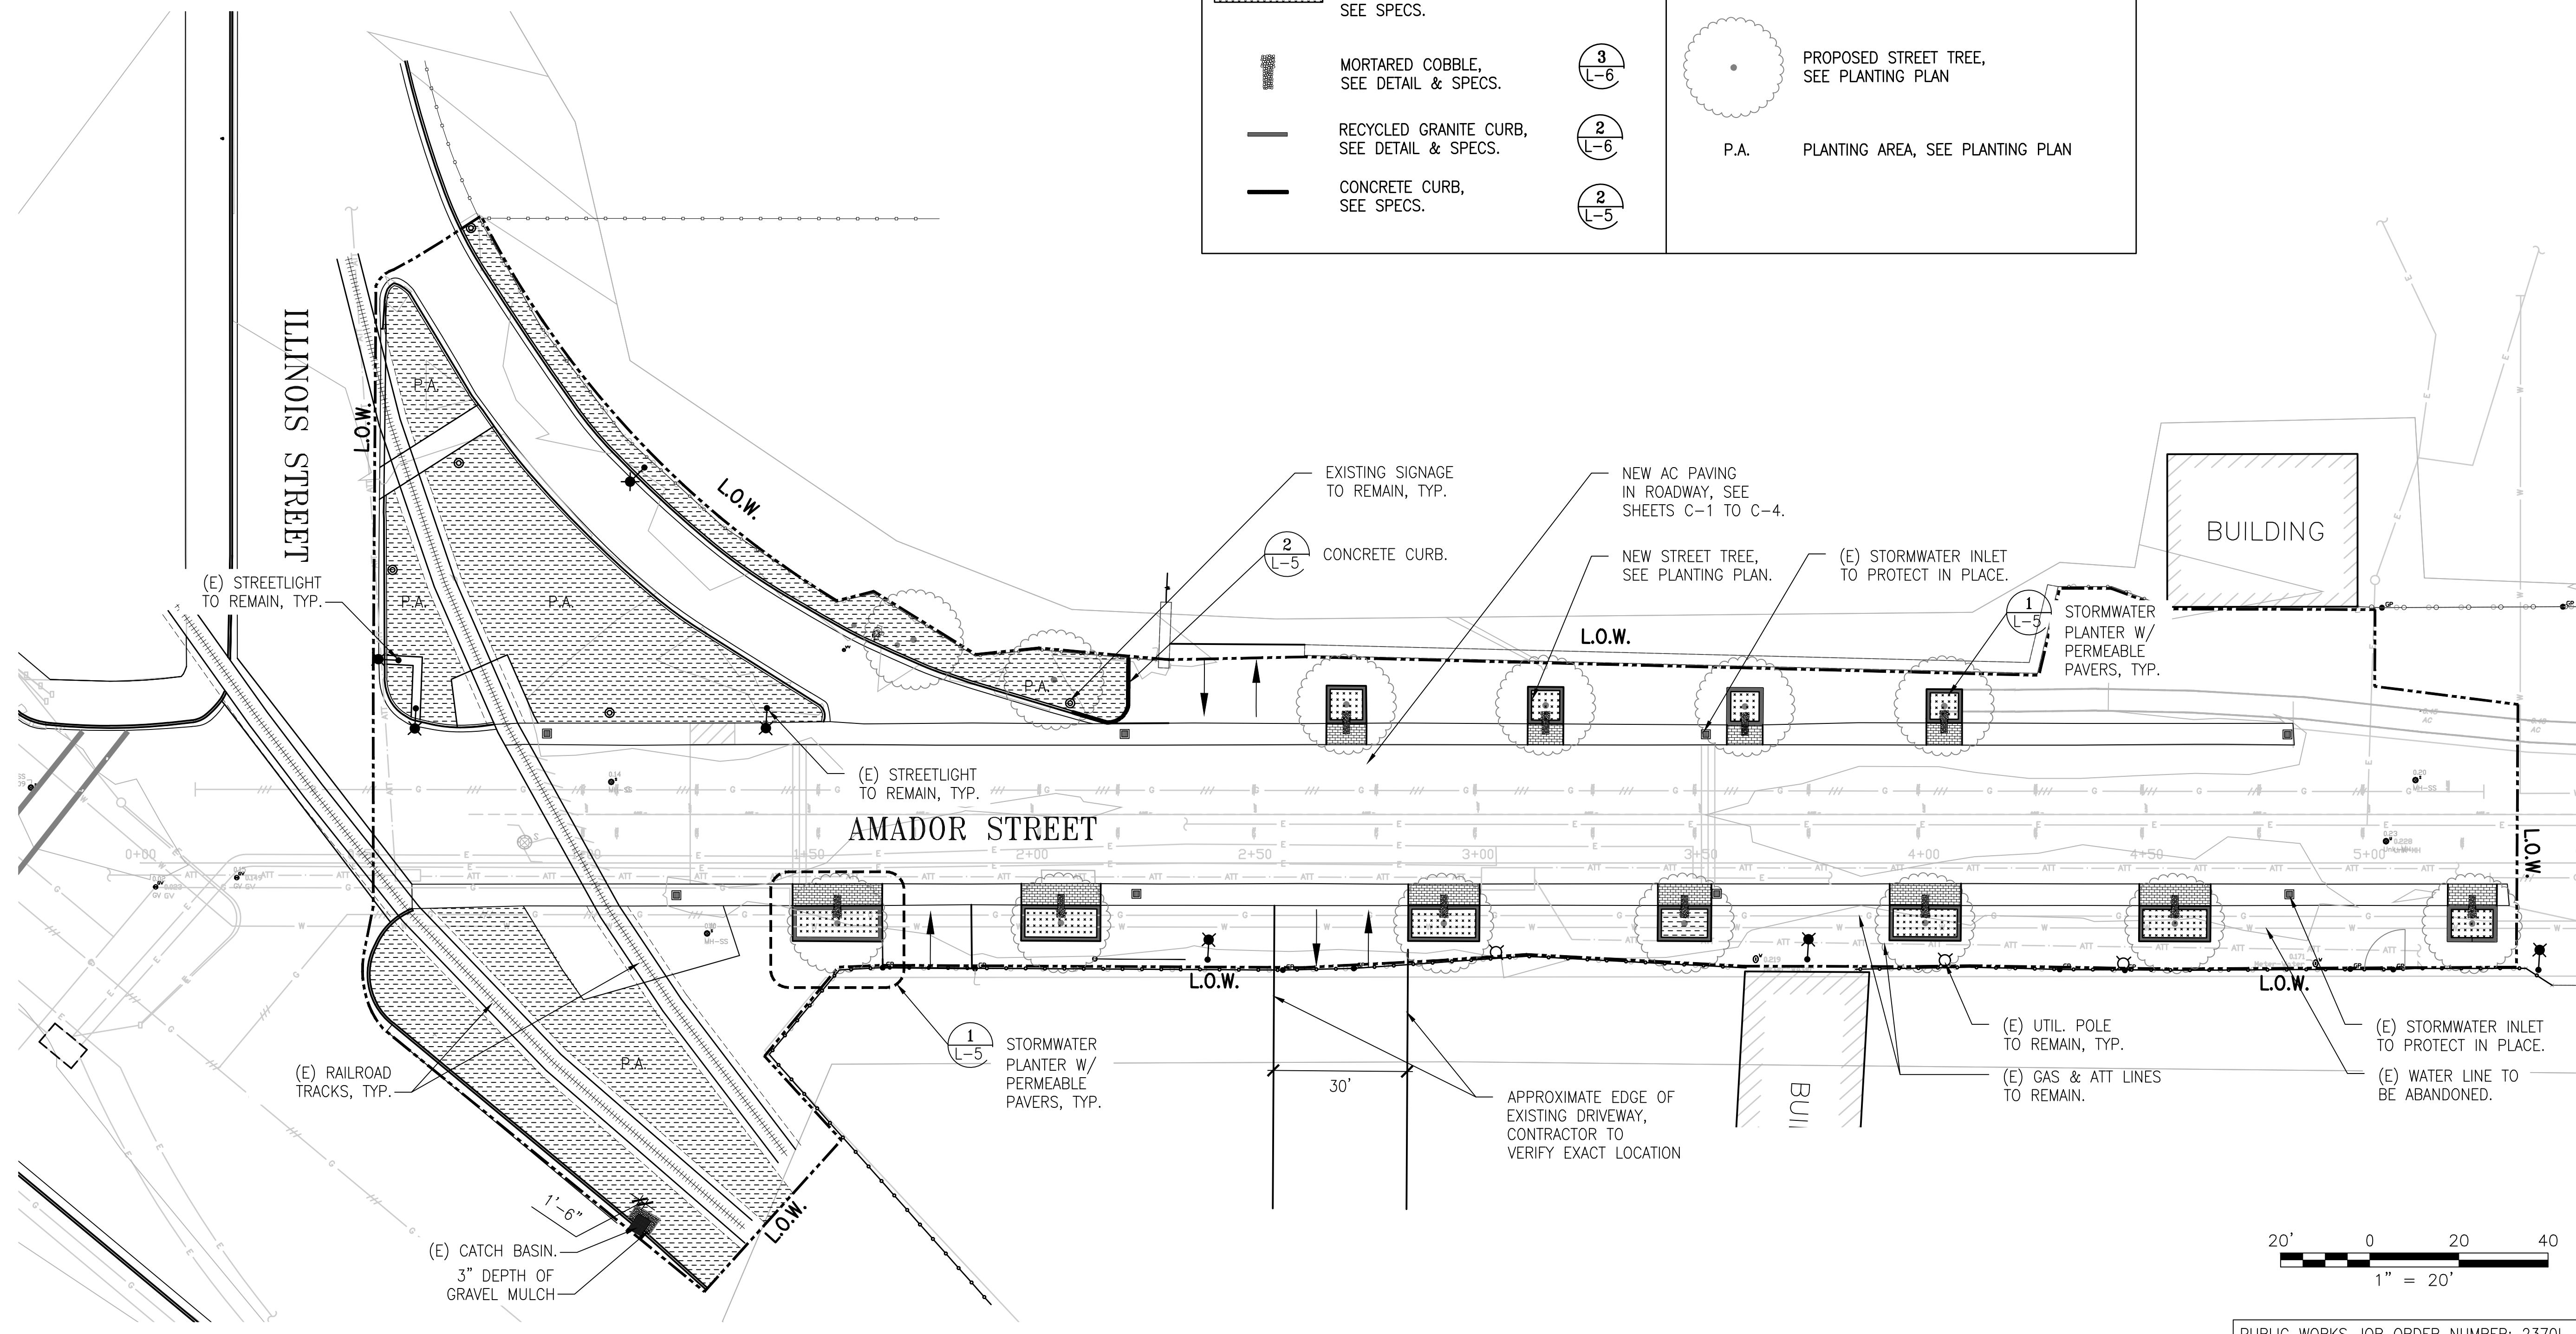 SEE SPECS.
MORTARED COBBLE,
SEE DETAIL & SPECS.
3
L-6
RECYCLED GRANITE CURB,
SEE DETAIL & SPECS.
2
L-6
CONCRETE CURB,
SEE SPECS.
2
L-5
PROPOSED STREET TREE,
SEE PLANTING PLAN
P.A.
PLANTING AREA, SEE PLANTING PLAN
ILLINOIS STREET
L.O.W.
L.O.W.
P.A.
P.A.
P.A.
P.A.
(E) STREETLIGHT
TO REMAIN, TYP.
EXISTING SIGNAGE
TO REMAIN, TYP.
2
L-5
CONCRETE CURB.
NEW AC PAVING
IN ROADWAY, SEE
SHEETS C-1 TO C-4.
NEW STREET TREE,
SEE PLANTING PLAN.
(E) STORMWATER INLET
TO PROTECT IN PLACE.
L.O.W.
1
L-5
STORMWATER
PLANTER W/
PERMEABLE
PAVERS, TYP.
BUILDING
(E) STREETLIGHT
TO REMAIN, TYP.
AMADOR STREET
0+00
1+50
2+00
2+50
3+00
3+50
4+00
4+50
5+00
L.O.W.
L.O.W.
L.O.W.
P.A.
(E) RAILROAD
TRACKS, TYP.
1
L-5
STORMWATER
PLANTER W/
PERMEABLE
PAVERS, TYP.
30'
APPROXIMATE EDGE OF
EXISTING DRIVEWAY,
CONTRACTOR TO
VERIFY EXACT LOCATION
(E) UTIL. POLE
TO REMAIN, TYP.
(E) GAS & ATT LINES
TO REMAIN.
(E) STORMWATER INLET
TO PROTECT IN PLACE.
(E) WATER LINE TO
BE ABANDONED.
L.O.W.
1'-6"
(E) CATCH BASIN.
3" DEPTH OF
GRAVEL MULCH
20' 0 20 40
1" = 20'
PUBLIC WORKS JOB ORDER NUMBER: